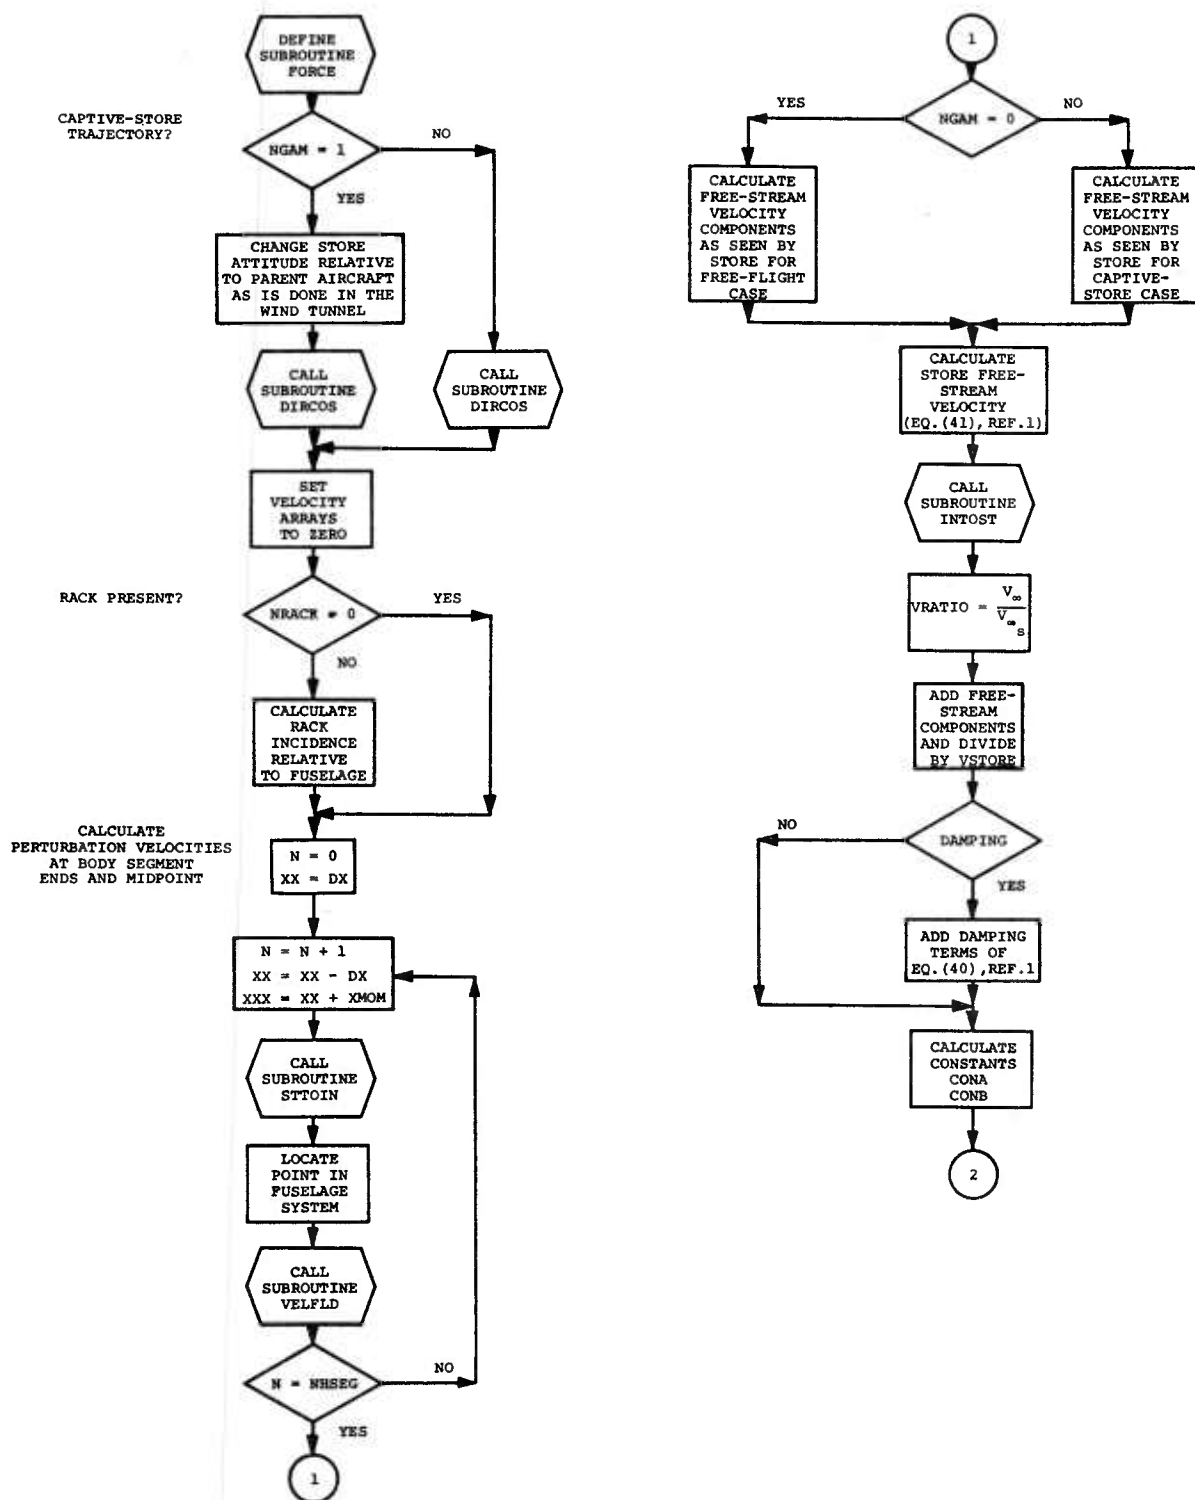 DEFINE
SUBROUTINE
FORCE
CAPTIVE-STORE
TRAJECTORY?
NGAM = 1
NO
YES
CHANGE STORE
ATTITUDE RELATIVE
TO PARENT AIRCRAFT
AS IS DONE IN THE
WIND TUNNEL
CALL
SUBROUTINE
DIRCOS
CALL
SUBROUTINE
DIRCOS
SET
VELOCITY
ARRAYS
TO ZERO
RACK PRESENT?
NRACK = 0
YES
NO
CALCULATE
RACK
INCIDENCE
RELATIVE
TO FUSELAGE
CALCULATE
PERTURBATION VELOCITIES
AT BODY SEGMENT
ENDS AND MIDPOINT
N = 0
XX = DX
N = N + 1
XX = XX - DX
XXX = XX + XMOM
CALL
SUBROUTINE
STTOIN
LOCATE
POINT IN
FUSELAGE
SYSTEM
CALL
SUBROUTINE
VELFLD
N = NHSEG
NO
YES
1
1
NGAM = 0
YES
NO
CALCULATE
FREE-STREAM
VELOCITY
COMPONENTS
AS SEEN BY
STORE FOR
FREE-FLIGHT
CASE
CALCULATE
FREE-STREAM
VELOCITY
COMPONENTS
AS SEEN BY
STORE FOR
CAPTIVE-
STORE CASE
CALCULATE
STORE FREE-
STREAM
VELOCITY
(EQ.(41), REF.1)
CALL
SUBROUTINE
INTOST
VRATIO = V∞
V∞s
ADD FREE-
STREAM
COMPONENTS
AND DIVIDE
BY VSTORE
DAMPING
NO
YES
ADD DAMPING
TERMS OF
EQ.(40), REF.1
CALCULATE
CONSTANTS
CONA
CONB
2